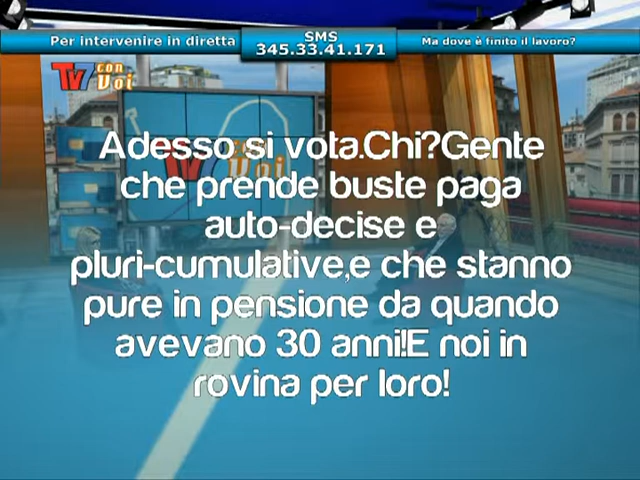 Per intervenire in diretta
SMS
345.33.41.171
Ma dove è finito il lavoro?
TV7 con Voi
Adesso si vota.Chi?Gente
che prende buste paga
auto-decise e
pluri-cumulative,e che stanno
pure in pensione da quando
avevano 30 anni!E noi in
rovina per loro!